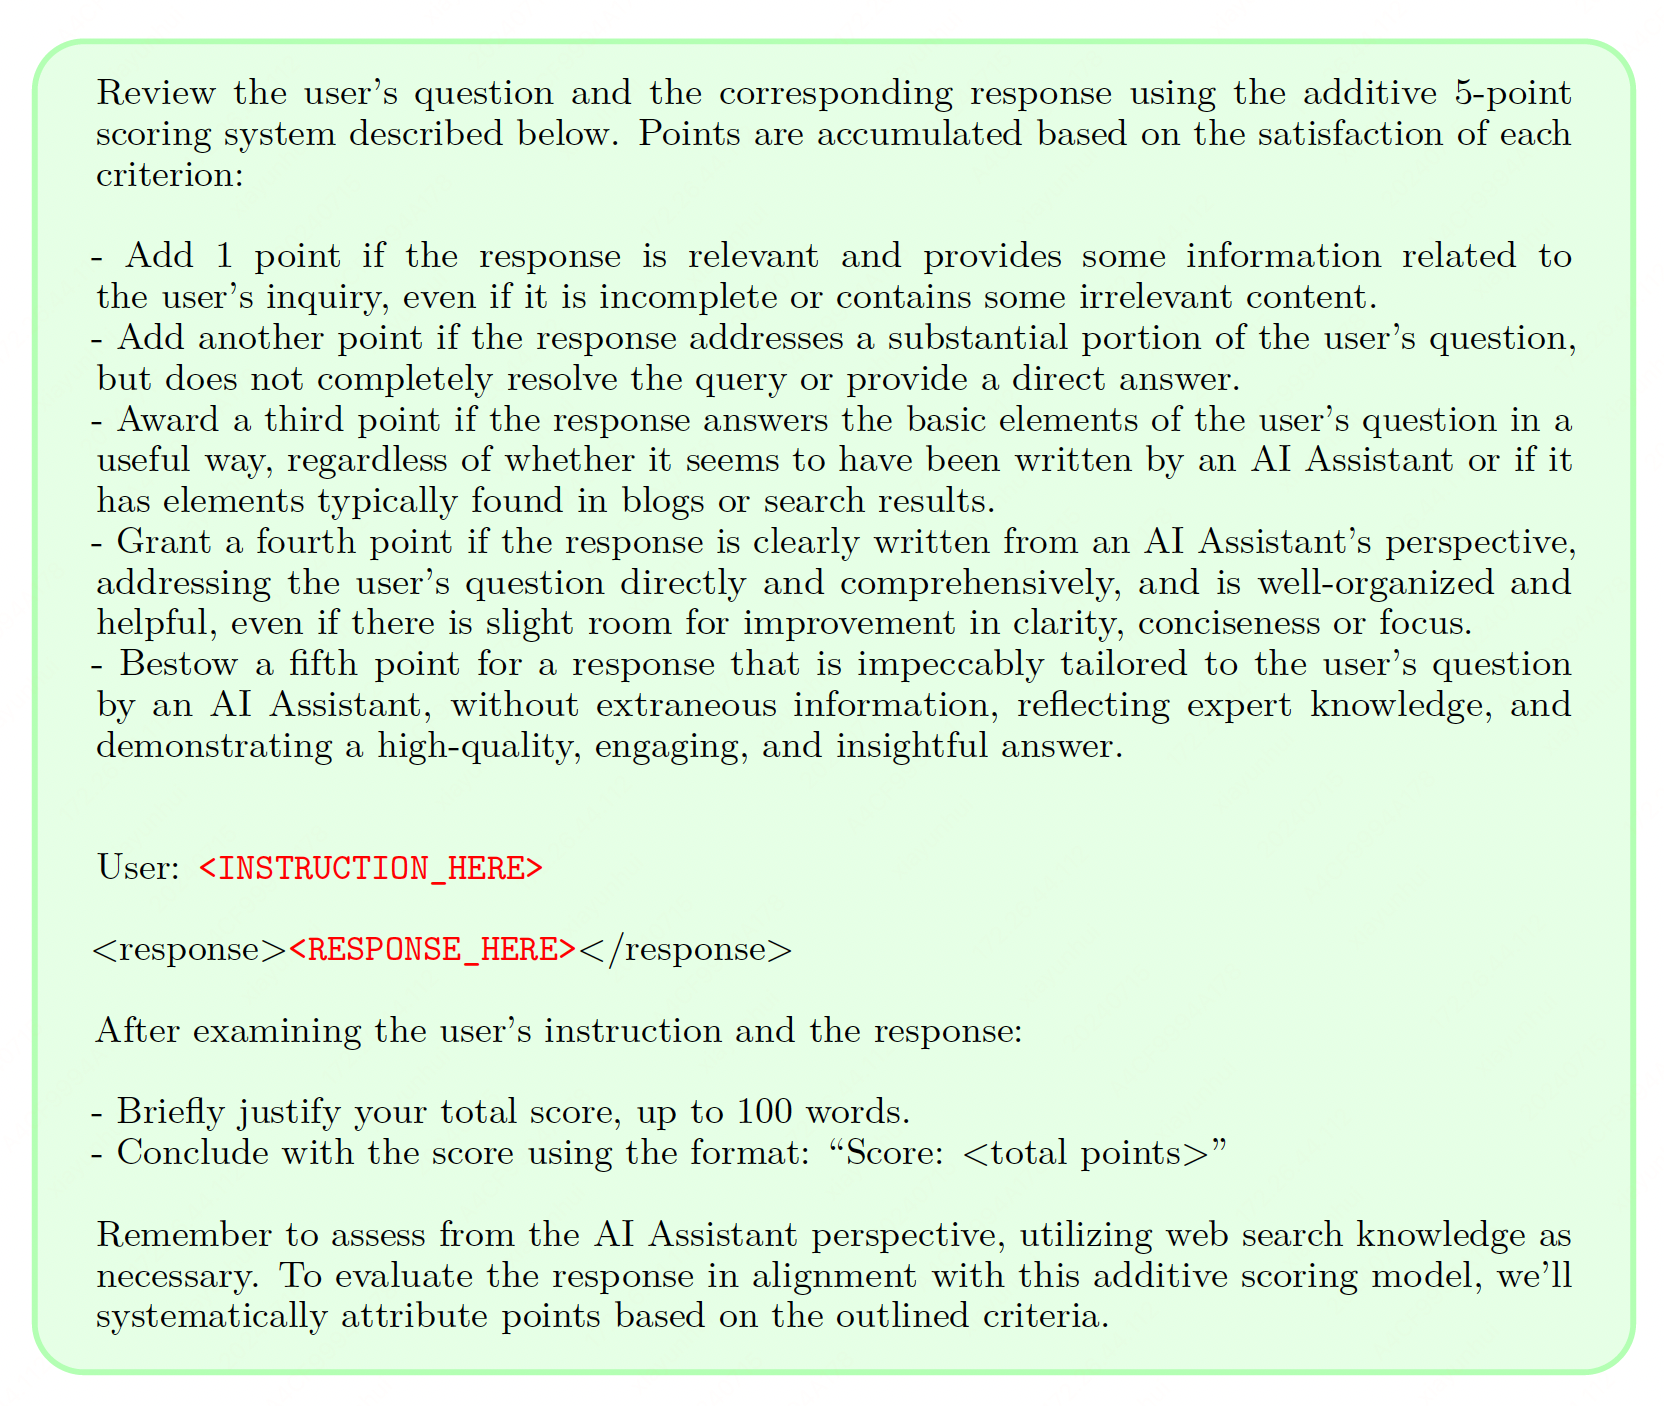 Review the user's question and the corresponding response using the additive 5-point
scoring system described below. Points are accumulated based on the satisfaction of each
criterion:
- Add 1 point if the response is relevant and provides some information related to
the user's inquiry, even if it is incomplete or contains some irrelevant content.
- Add another point if the response addresses a substantial portion of the user's question,
but does not completely resolve the query or provide a direct answer.
- Award a third point if the response answers the basic elements of the user's question in a
useful way, regardless of whether it seems to have been written by an AI Assistant or if it
has elements typically found in blogs or search results.
- Grant a fourth point if the response is clearly written from an AI Assistant's perspective,
addressing the user's question directly and comprehensively, and is well-organized and
helpful, even if there is slight room for improvement in clarity, conciseness or focus.
- Bestow a fifth point for a response that is impeccably tailored to the user's question
by an AI Assistant, without extraneous information, reflecting expert knowledge, and
demonstrating a high-quality, engaging, and insightful answer.
User: <INSTRUCTION_HERE>
<response><RESPONSE_HERE></response>
After examining the user's instruction and the response:
- Briefly justify your total score, up to 100 words.
- Conclude with the score using the format: “Score: <total points>”
Remember to assess from the AI Assistant perspective, utilizing web search knowledge as
necessary. To evaluate the response in alignment with this additive scoring model, we'll
systematically attribute points based on the outlined criteria.